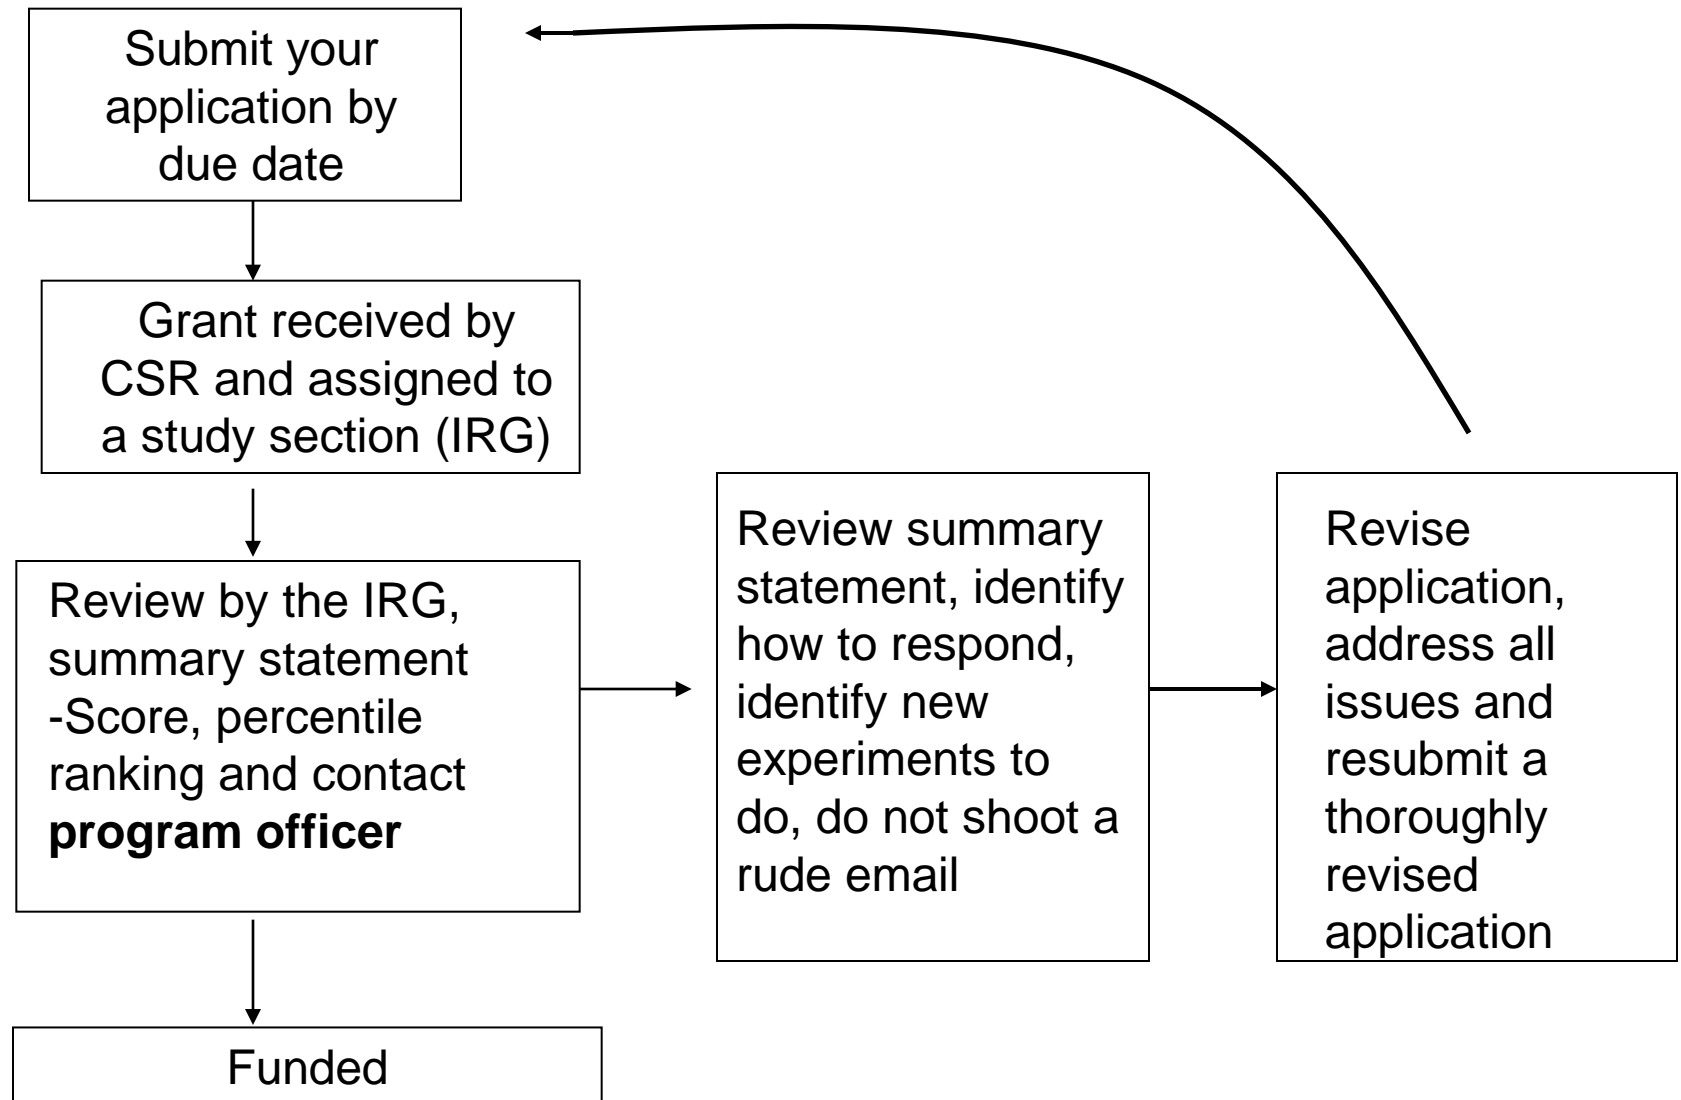 Submit your
application by
due date
Grant received by
CSR and assigned to
a study section (IRG)
Review by the IRG,
summary statement
-Score, percentile
ranking and contact
program officer
Review summary
statement, identify
how to respond,
identify new
experiments to
do, do not shoot a
rude email
Revise
application,
address all
issues and
resubmit a
thoroughly
revised
application
Funded